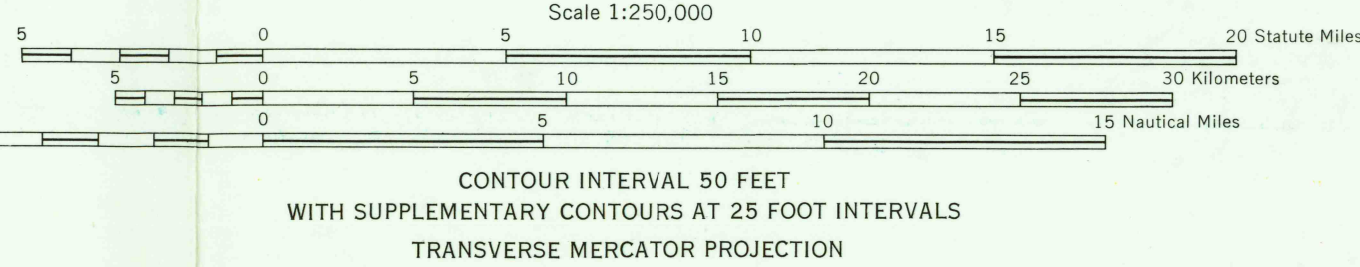 Scale 1:250,000
5 0 5 10 15 20 Statute Miles
5 0 5 10 15 20 25 30 Kilometers
0 5 10 15 Nautical Miles
CONTOUR INTERVAL 50 FEET
WITH SUPPLEMENTARY CONTOURS AT 25 FOOT INTERVALS
TRANSVERSE MERCATOR PROJECTION